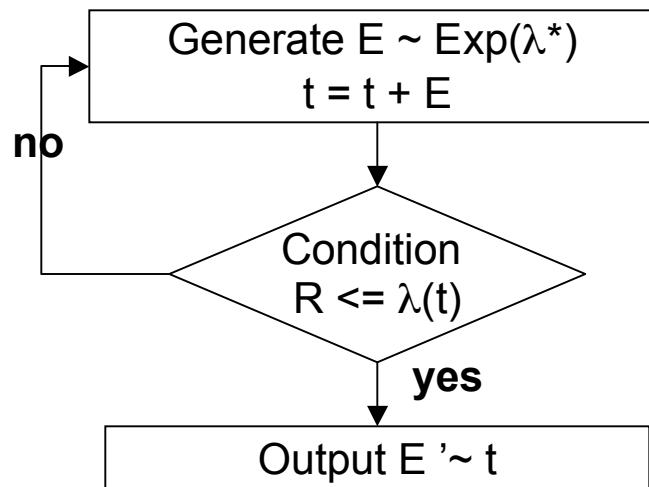 Generate E ~ Exp(λ*)
t = t + E
no
Condition
R <= λ(t)
yes
Output E ’~ t